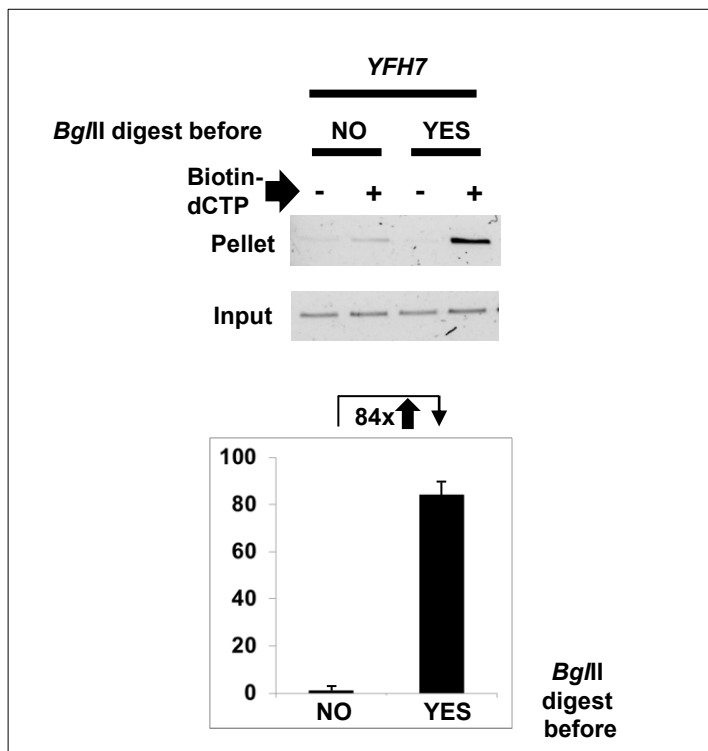 YFH7
BglII digest before NO YES
Biotin-
dCTP - + - +
Pellet
Input
84x
100
80
60
40
20
0
NO YES
BglII
digest
before